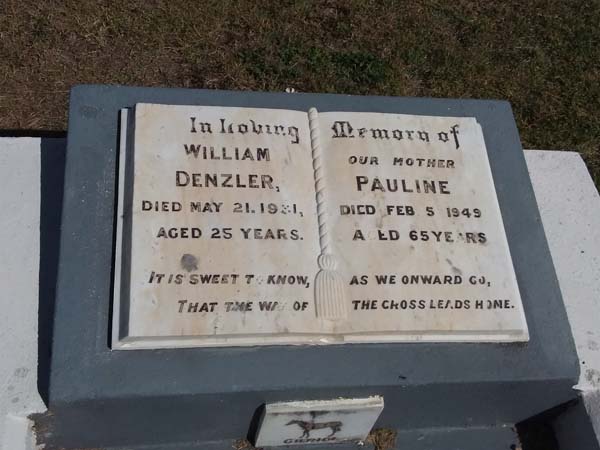 In Loving Memory of
WILLIAM
DENZLER,
DIED MAY 21. 1931,
AGED 25 YEARS.
OUR MOTHER
PAULINE
DIED FEB 5 1949
AGED 65 YEARS
IT IS SWEET TO KNOW, AS WE ONWARD GO,
THAT THE WAY OF THE CROSS LEADS HOME.